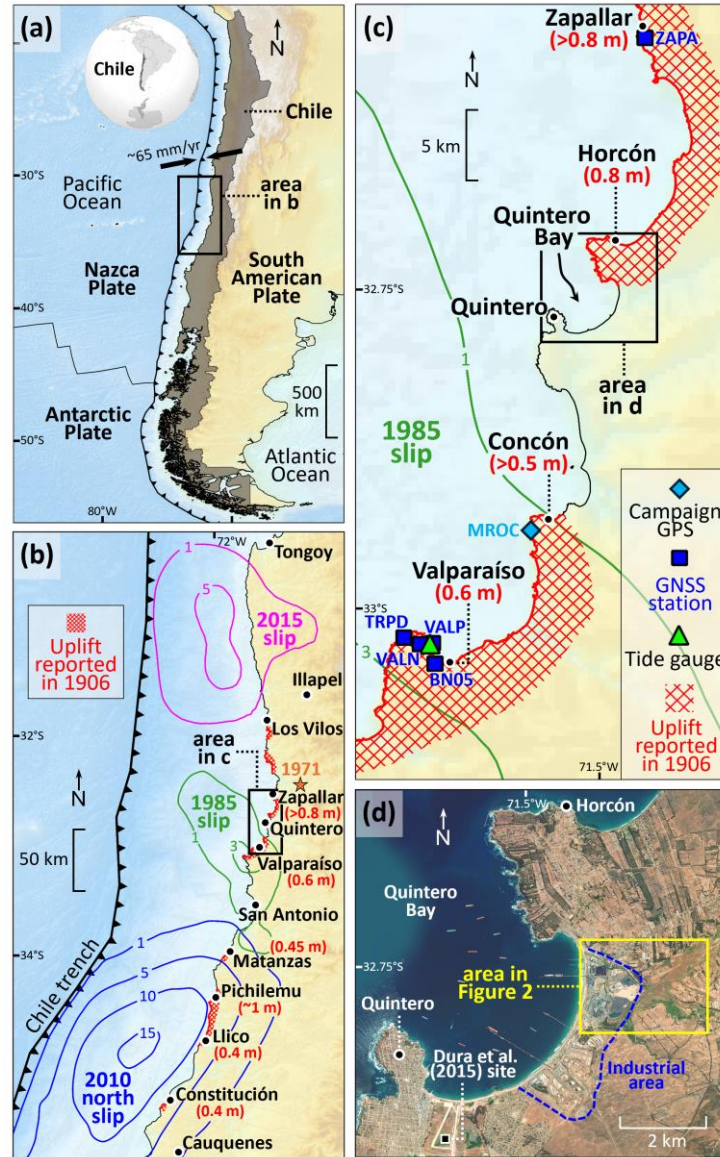 (a)
N
Chile
Chile
~65 mm/yr
30°S
Pacific
Ocean
area
in b
Nazca
Plate
South
American
Plate
40°S
500
km
Antarctic
Plate
50°S
Atlantic
Ocean
80°W
(b)
72°W
Tongoy
1
5
2015
slip
Uplift
reported
in 1906
Illapel
Los Vilos
32°S
area
in c
1971
N
Zapallar
(>0.8 m)
1985
slip
Quintero
1
3
Valparaíso
(0.6 m)
50 km
San Antonio
34°S
1
(0.45 m)
Matanzas
5
Pichilemu
(~1 m)
10
Chile trench
15
Llico
(0.4 m)
2010
north
slip
Constitución
(0.4 m)
Cauquenes
(c)
Zapallar
(>0.8 m)
ZAPA
N
5 km
Horcón
(0.8 m)
Quintero
Bay
32.75°S
Quintero
1
area
in d
1985
slip
Concón
(>0.5 m)
MROC
Campaign
GPS
Valparaíso
(0.6 m)
GNSS
station
33°S
TRPD
VALP
VALN
BN05
3
Tide gauge
Uplift
reported
in 1906
71.5°W
(d)
71.5°W
Horcón
N
Quintero
Bay
32.75°S
area in
Figure 2
Quintero
Dura et al.
(2015) site
Industrial
area
2 km